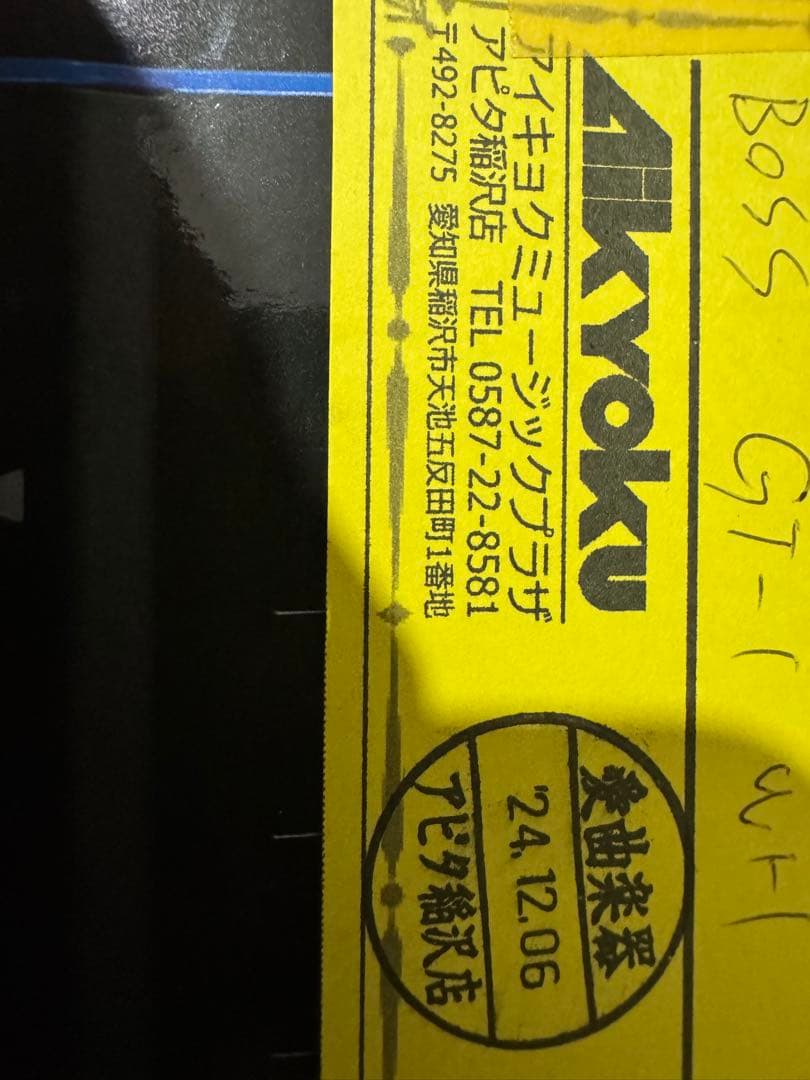 BOSS GT-1
AIKYOKU
アイキョクミュージックプラザ
アピタ稲沢店 TEL 0587-22-8581
〒492-8275 愛知県稲沢市天池五反田町1番地
愛曲楽器
'24.12.06
アピタ稲沢店